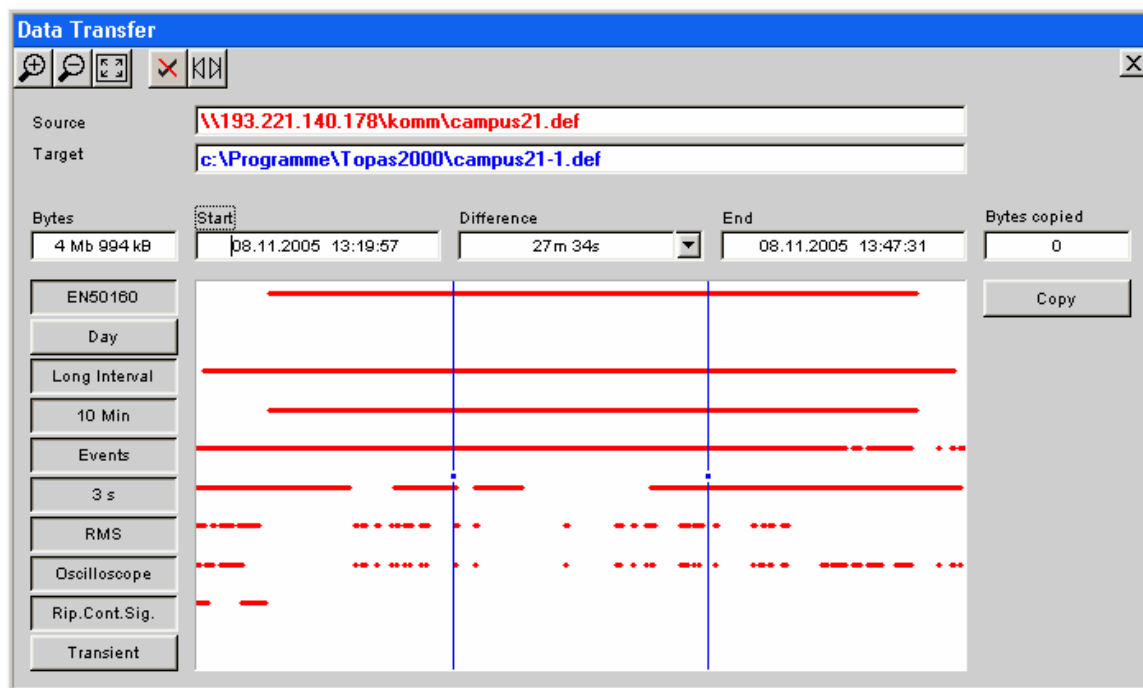 Data Transfer
X
Source
\\193.221.140.178\komm\campus21.def
Target
c:\Programme\Topas2000\campus21-1.def
Bytes
Start
Difference
End
Bytes copied
4 Mb 994 kB
08.11.2005 13:19:57
27m 34s
08.11.2005 13:47:31
0
EN50160
Copy
Day
Long Interval
10 Min
Events
3 s
RMS
Oscilloscope
Rip.Cont.Sig.
Transient